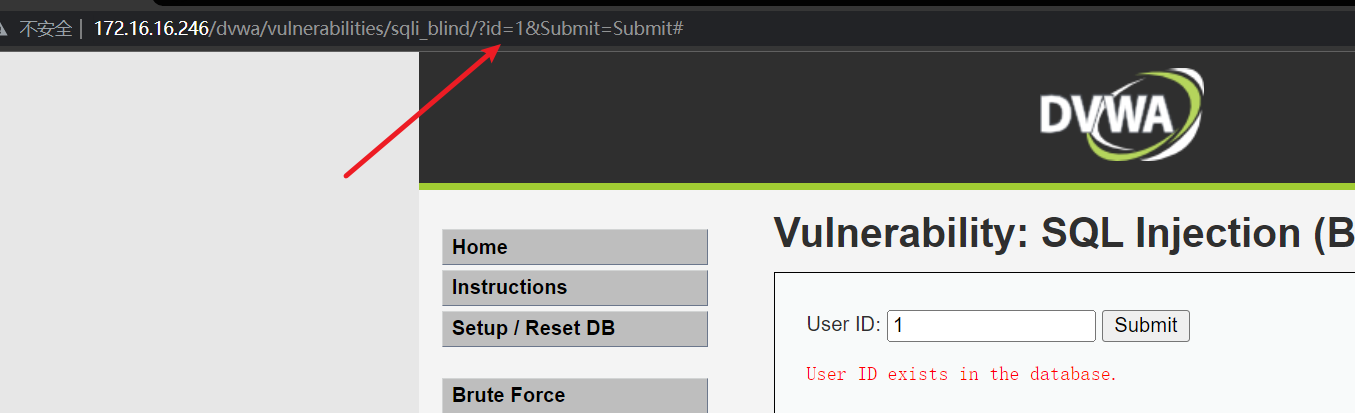 不安全 | 172.16.16.246/dvwa/vulnerabilities/sqli_blind/?id=1&Submit=Submit#
DVWA
Home
Instructions
Setup / Reset DB
Brute Force
Vulnerability: SQL Injection (B
User ID: 1 Submit
User ID exists in the database.